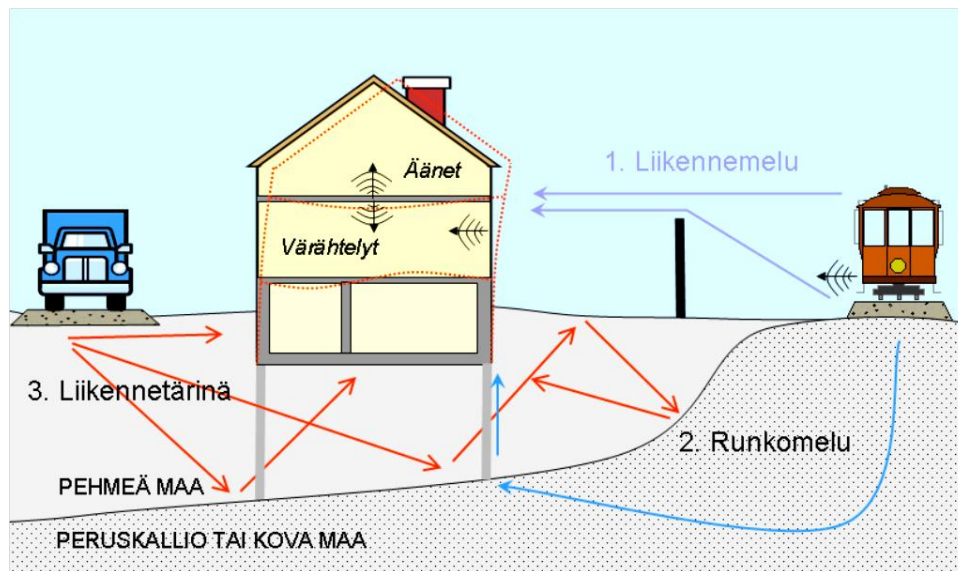 Äänet
1. Liikennemelu
Värähtelyt
3. Liikennetärinä
2. Runkomelu
PEHMEÄ MAA
PERUSKALLIO TAI KOVA MAA